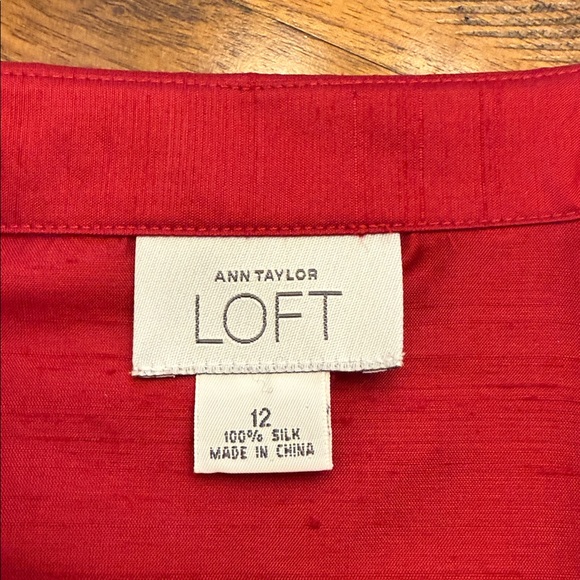 ANN TAYLOR
LOFT
12
100% SILK
MADE IN CHINA